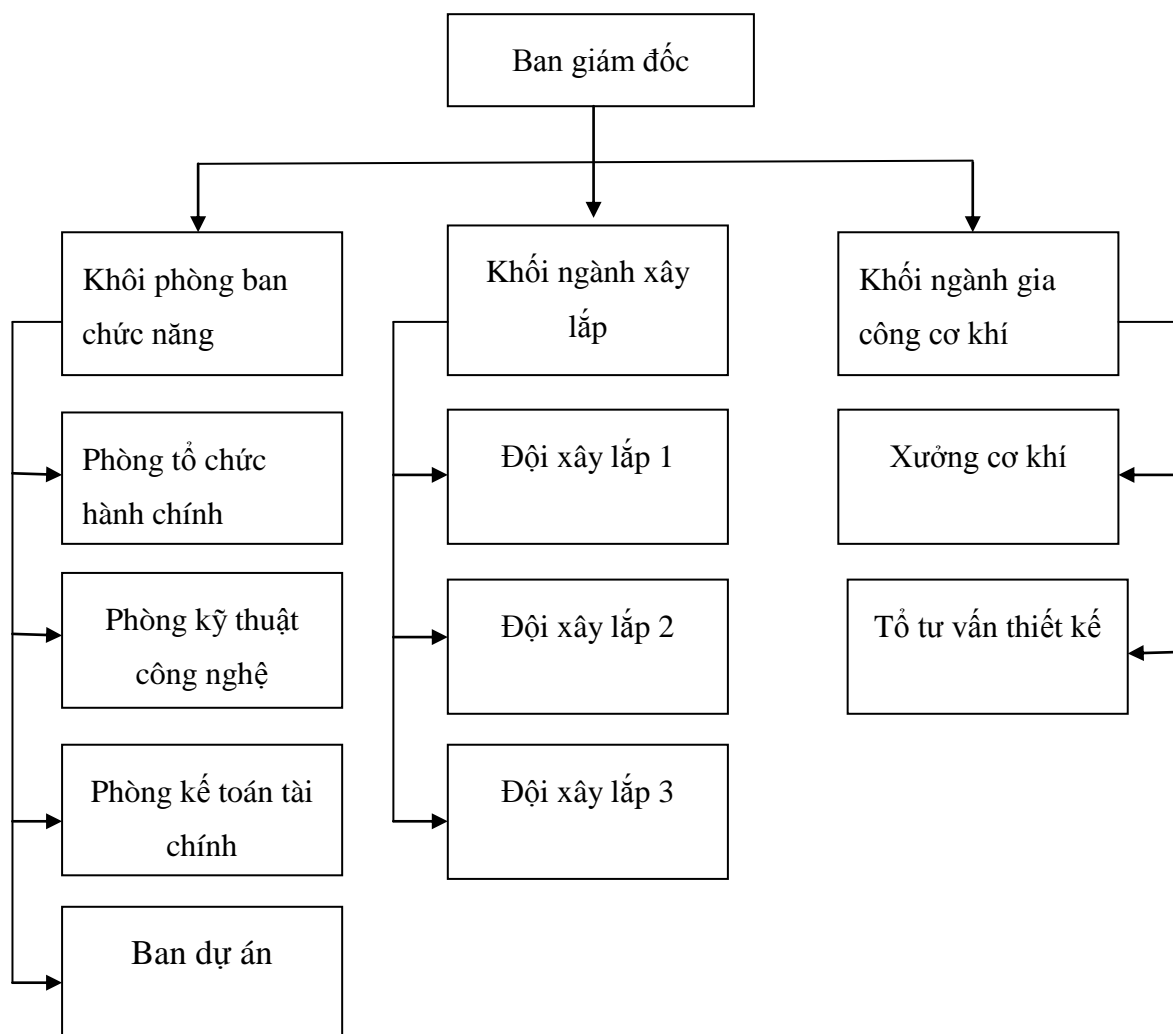 Ban giám đốc
Khôi phòng ban
chức năng
Khối ngành xây
lắp
Khối ngành gia
công cơ khí
Phòng tổ chức
hành chính
Đội xây lắp 1
Xưởng cơ khí
Phòng kỹ thuật
công nghệ
Đội xây lắp 2
Tổ tư vấn thiết kế
Phòng kế toán tài
chính
Đội xây lắp 3
Ban dự án